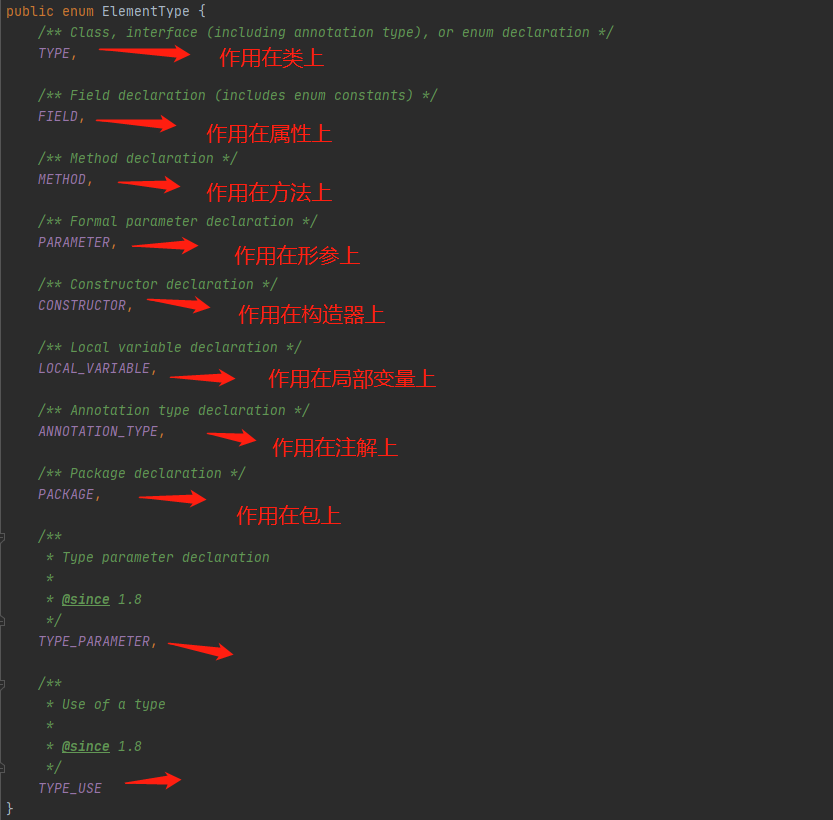 public enum ElementType {
/** Class, interface (including annotation type), or enum declaration */
TYPE, 作用在类上
/** Field declaration (includes enum constants) */
FIELD, 作用在属性上
/** Method declaration */
METHOD, 作用在方法上
/** Formal parameter declaration */
PARAMETER, 作用在形参上
/** Constructor declaration */
CONSTRUCTOR, 作用在构造器上
/** Local variable declaration */
LOCAL_VARIABLE, 作用在局部变量上
/** Annotation type declaration */
ANNOTATION_TYPE, 作用在注解上
/** Package declaration */
PACKAGE, 作用在包上
/**
* Type parameter declaration
*
* @since 1.8
*/
TYPE_PARAMETER,
/**
* Use of a type
*
* @since 1.8
*/
TYPE_USE
}